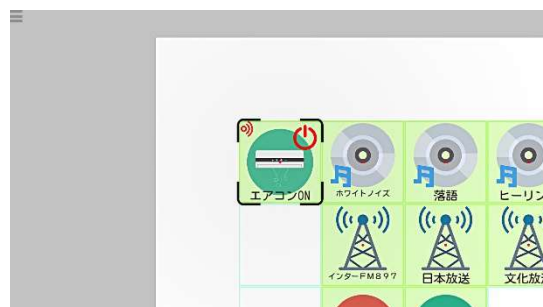 エアコンON
ホワイトノイズ
落語
ヒーリン
インターFM897
日本放送
文化放